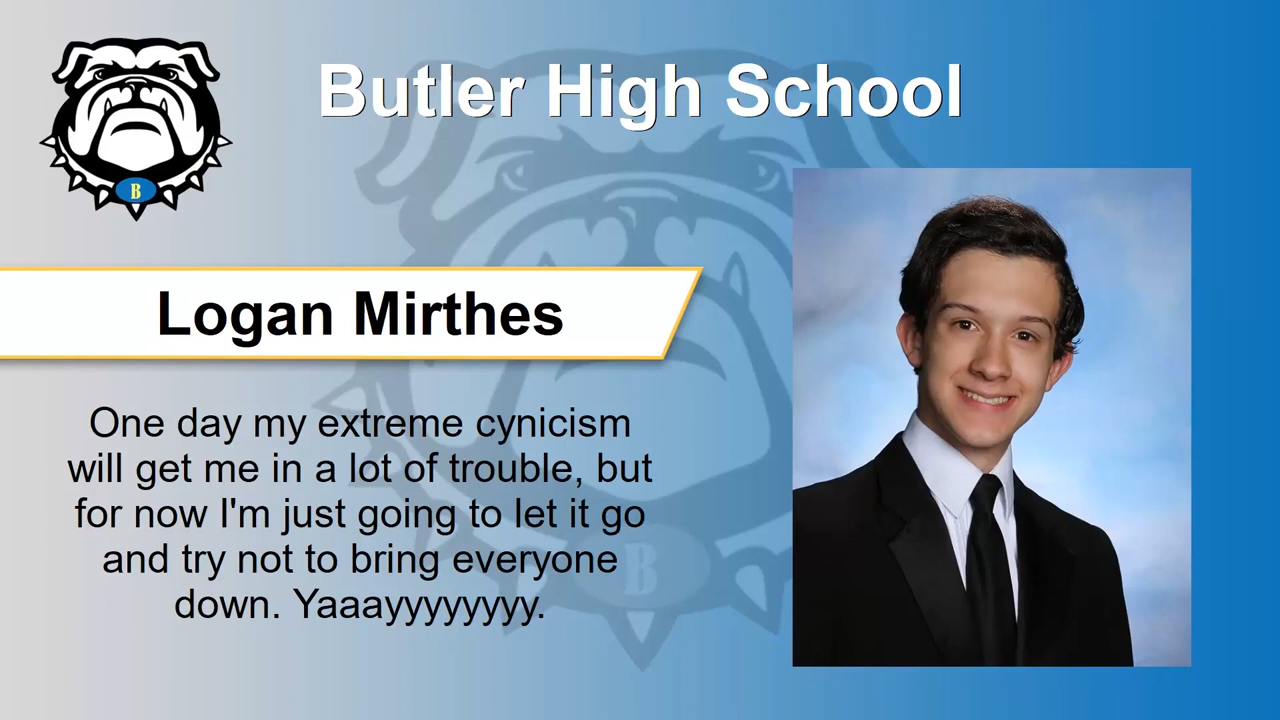 Butler High School
B
Logan Mirthes
One day my extreme cynicism
will get me in a lot of trouble, but
for now I'm just going to let it go
and try not to bring everyone
down. Yaaayyyyyyyy.
B